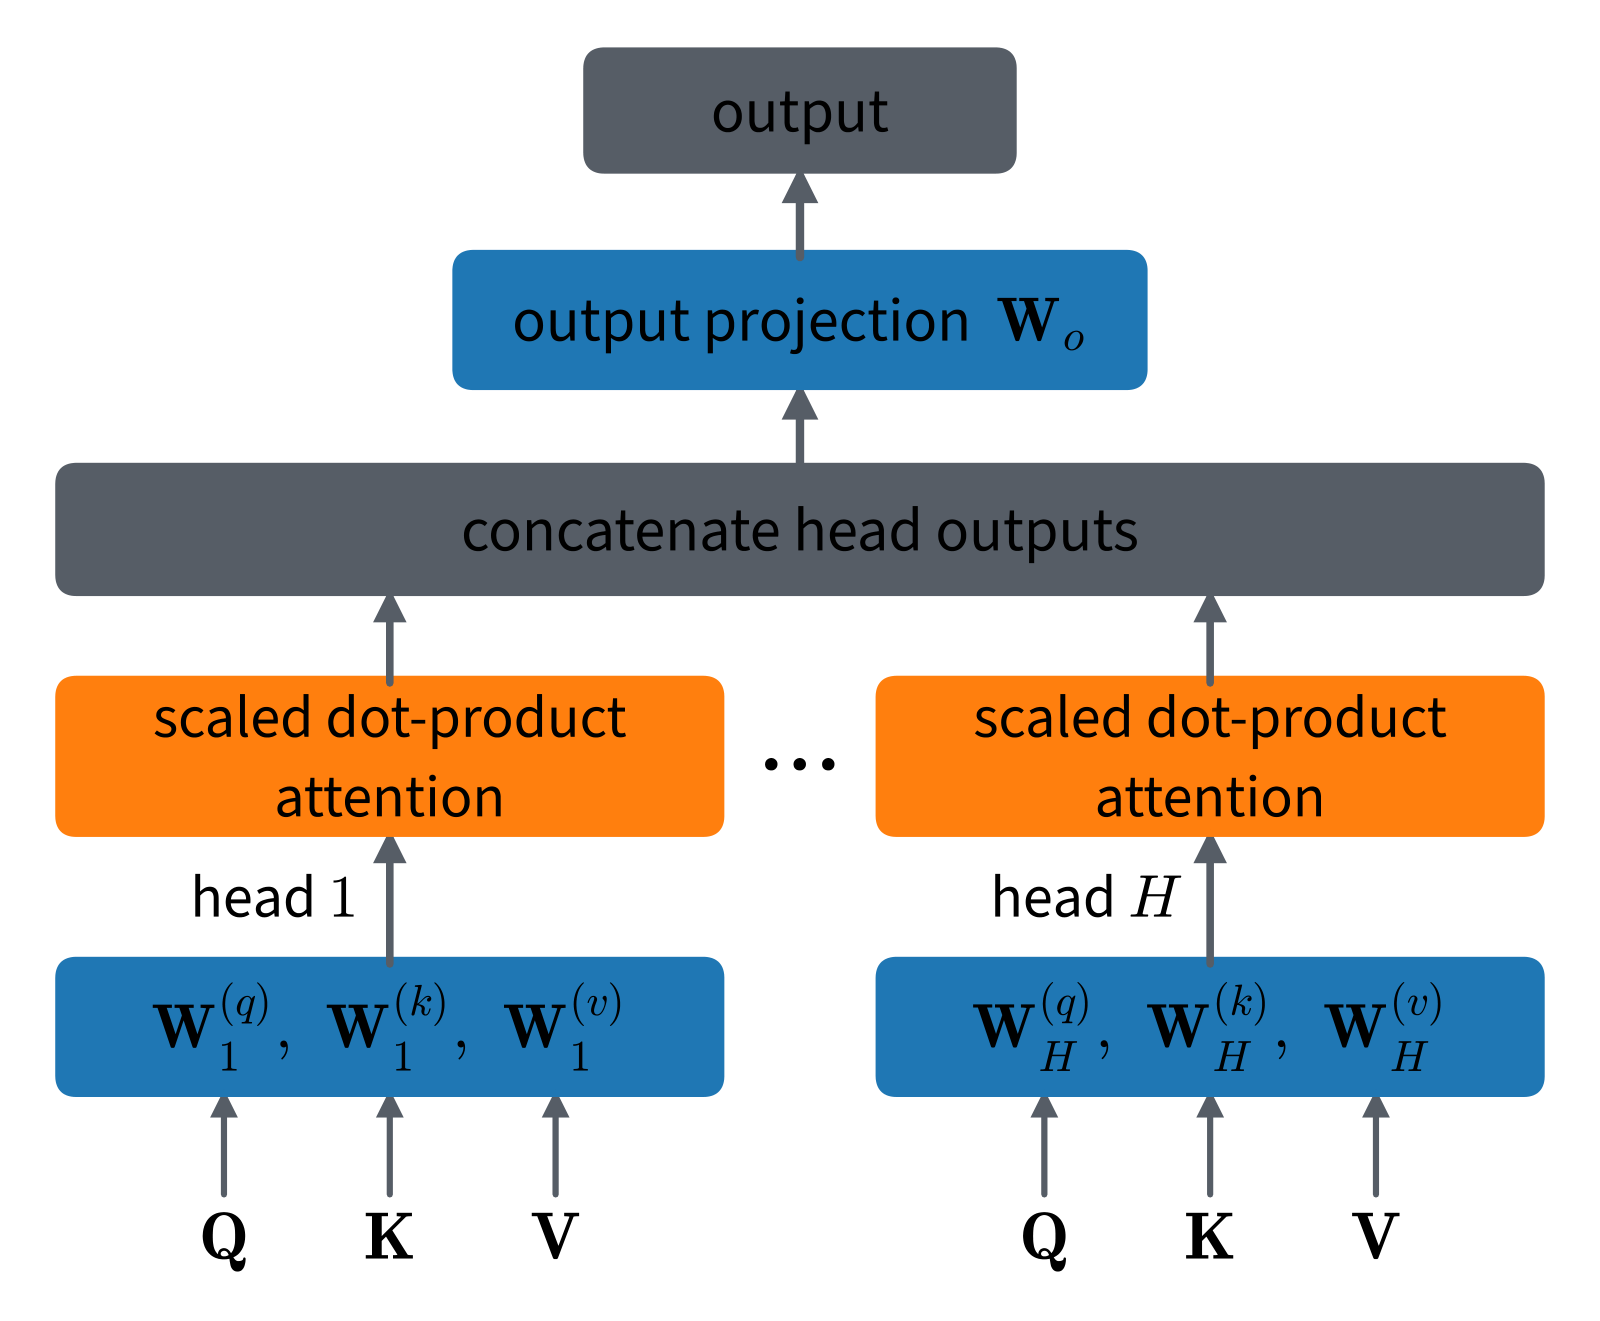 output
output projection W_o
concatenate head outputs
scaled dot-product
attention
...
scaled dot-product
attention
head 1
head H
W_1^(q), W_1^(k), W_1^(v)
W_H^(q), W_H^(k), W_H^(v)
Q K V
Q K V